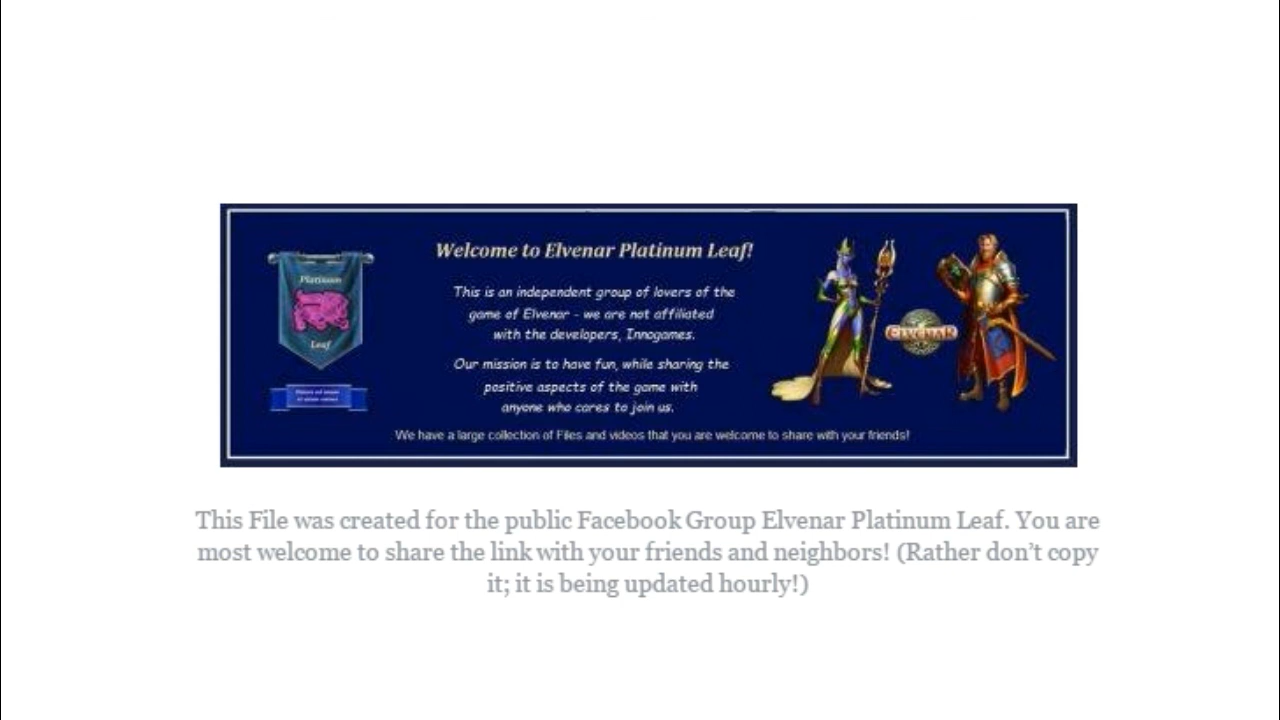 Welcome to Elvenar Platinum Leaf!
Platinum
Leaf
This is an independent group of lovers of the
game of Elvenar - we are not affiliated
with the developers, Innogames.
Our mission is to have fun, while sharing the
positive aspects of the game with
anyone who cares to join us.
ELVENAR
We have a large collection of Files and videos that you are welcome to share with your friends!
This File was created for the public Facebook Group Elvenar Platinum Leaf. You are
most welcome to share the link with your friends and neighbors! (Rather don’t copy
it; it is being updated hourly!)